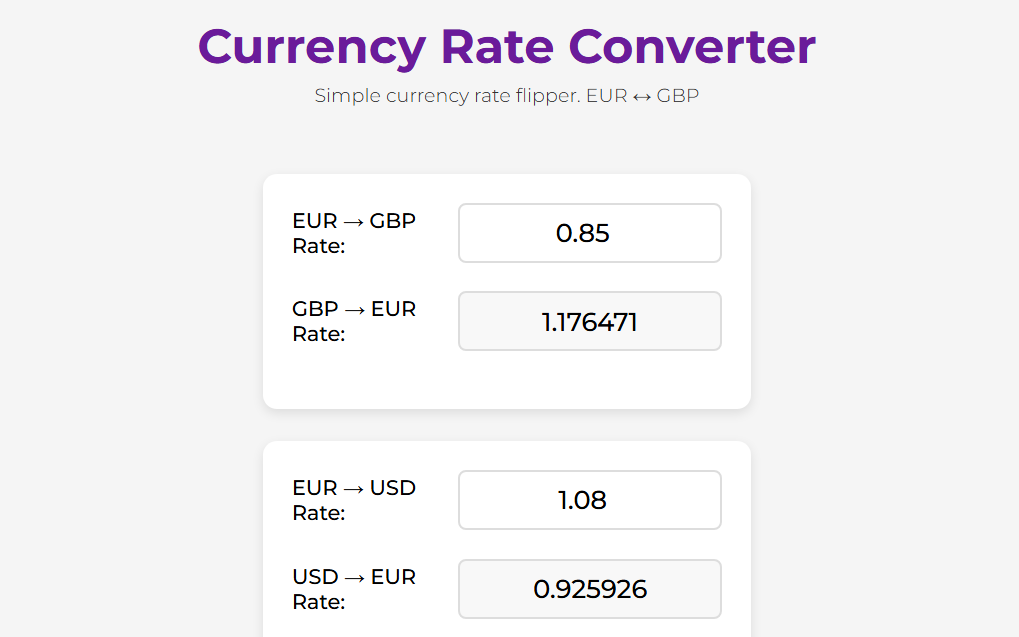 Currency Rate Converter
Simple currency rate flipper. EUR ↔ GBP
EUR → GBP
Rate:
0.85
GBP → EUR
Rate:
1.176471
EUR → USD
Rate:
1.08
USD → EUR
Rate:
0.925926